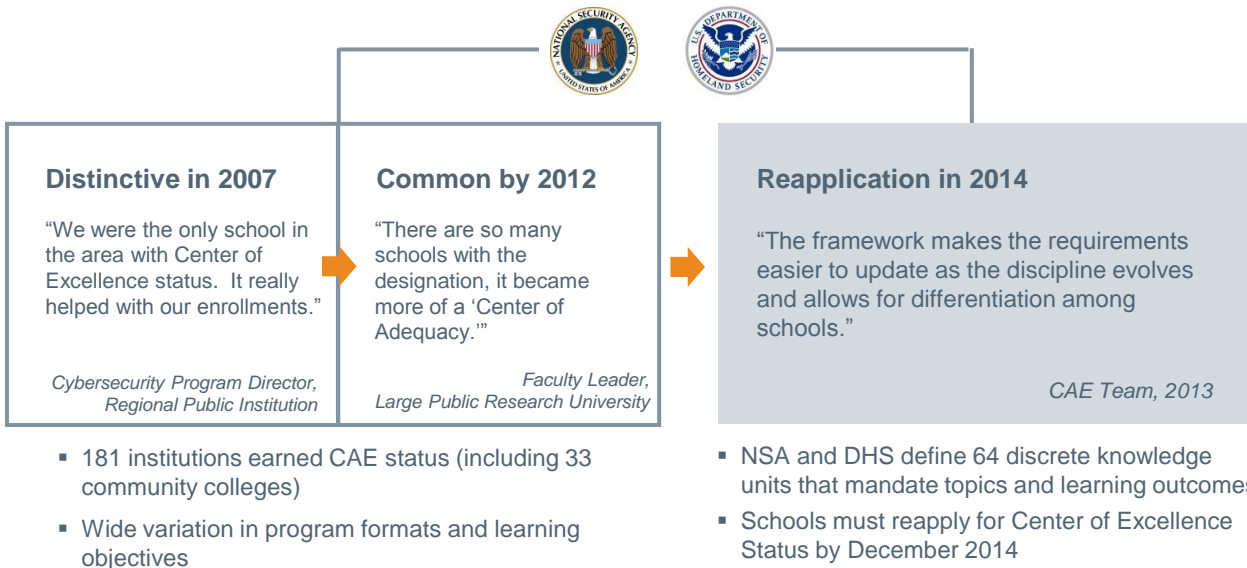 NATIONAL SECURITY AGENCY
UNITED STATES OF AMERICA
U.S. DEPARTMENT OF
HOMELAND SECURITY
Distinctive in 2007
“We were the only school in
the area with Center of
Excellence status. It really
helped with our enrollments.”
Cybersecurity Program Director,
Regional Public Institution
Common by 2012
“There are so many
schools with the
designation, it became
more of a ‘Center of
Adequacy.’”
Faculty Leader,
Large Public Research University
Reapplication in 2014
“The framework makes the requirements
easier to update as the discipline evolves
and allows for differentiation among
schools.”
CAE Team, 2013
▪ 181 institutions earned CAE status (including 33
community colleges)
▪ Wide variation in program formats and learning
objectives
▪ NSA and DHS define 64 discrete knowledge
units that mandate topics and learning outcomes
▪ Schools must reapply for Center of Excellence
Status by December 2014